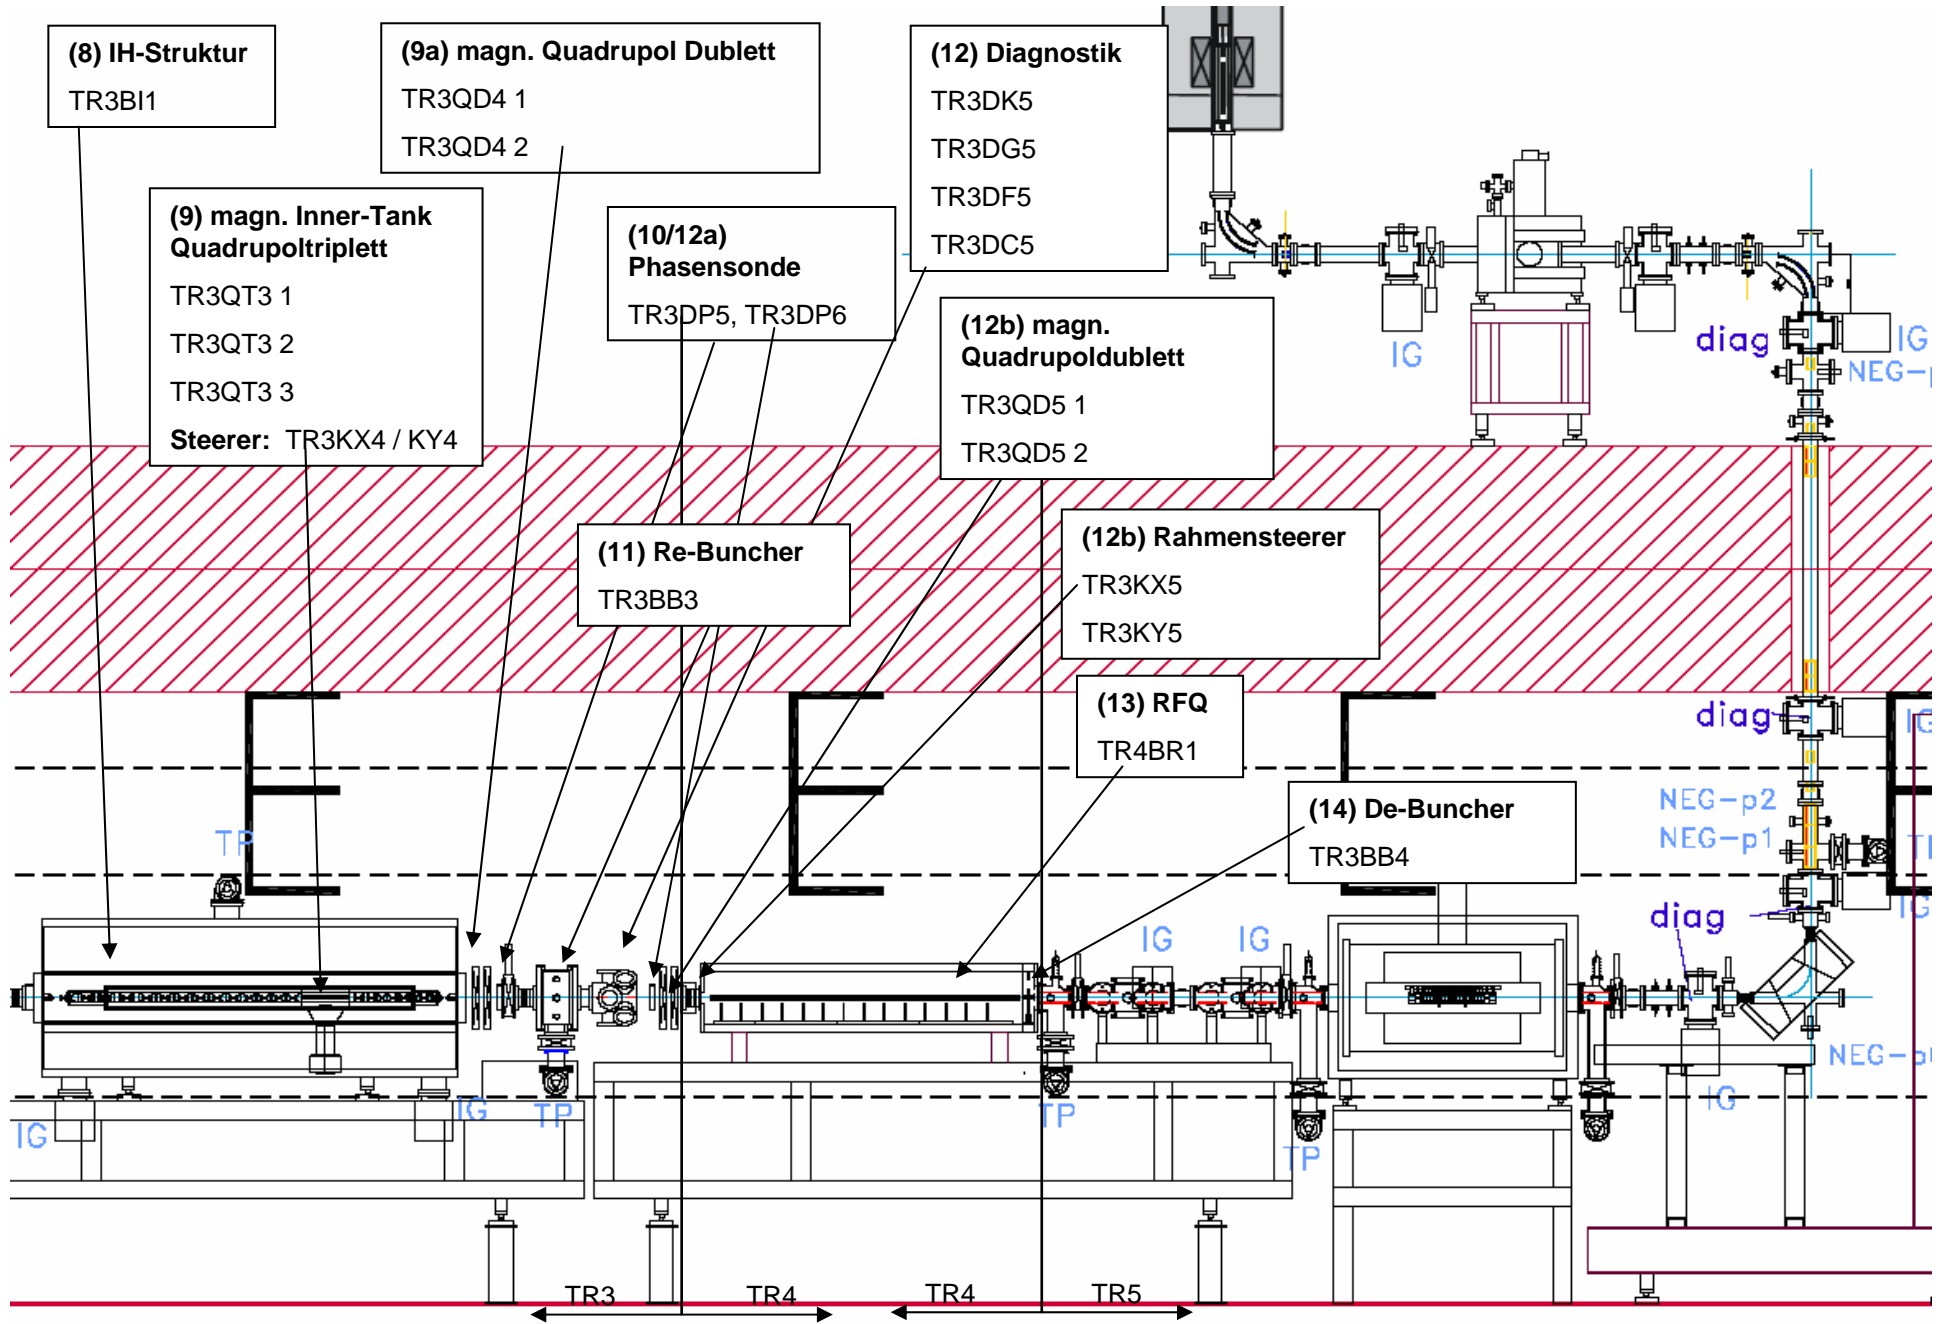 (8) IH-Struktur
TR3BI1
(9a) magn. Quadrupol Dublett
TR3QD4 1
TR3QD4 2
(12) Diagnostik
TR3DK5
TR3DG5
TR3DF5
TR3DC5
(9) magn. Inner-Tank
Quadrupoltriplett
TR3QT3 1
TR3QT3 2
TR3QT3 3
Steerer: TR3KX4 / KY4
(10/12a)
Phasensonde
TR3DP5, TR3DP6
(12b) magn.
Quadrupoldublett
TR3QD5 1
TR3QD5 2
IG
diag
IG
NEG-p
(11) Re-Buncher
TR3BB3
(12b) Rahmensteerer
TR3KX5
TR3KY5
(13) RFQ
TR4BR1
diag
IG
(14) De-Buncher
TR3BB4
NEG-p2
NEG-p1
TP
diag
IG
IG
IG
IG
IG
TP
TP
TP
IG
NEG-p
TR3
TR4
TR4
TR5